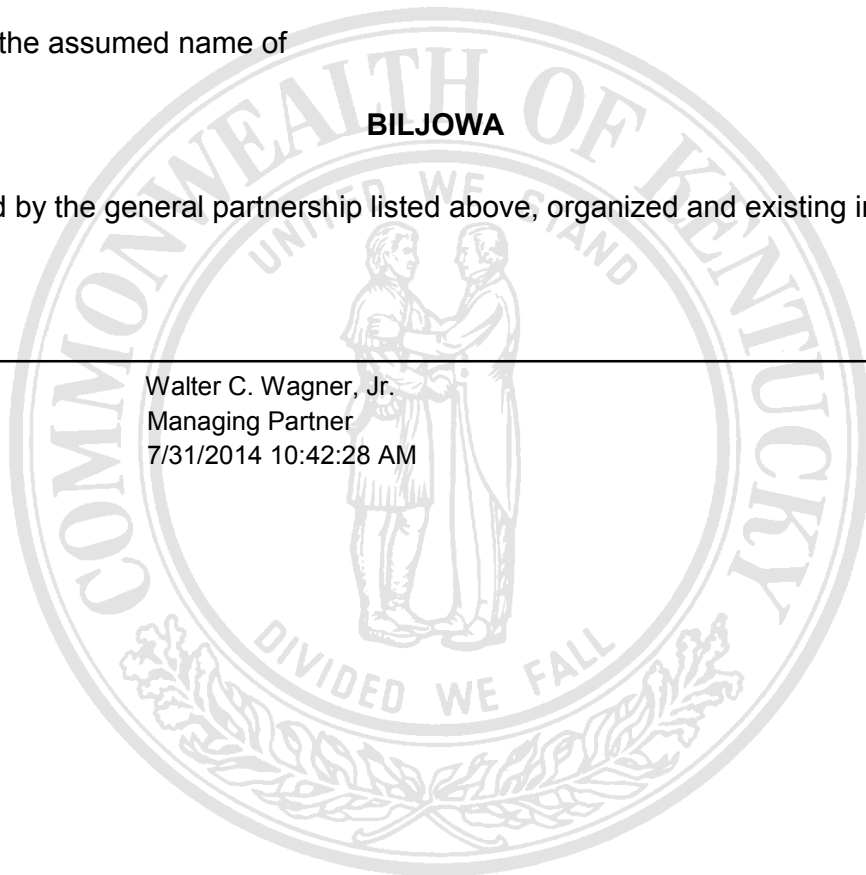 the assumed name of
BILJOWA
by the general partnership listed above, organized and existing
Walter C. Wagner, Jr.
Managing Partner
7/31/2014 10:42:28 AM
COMMONWEALTH OF KENTUCKY
UNITED WE STAND
DIVIDED WE FALL